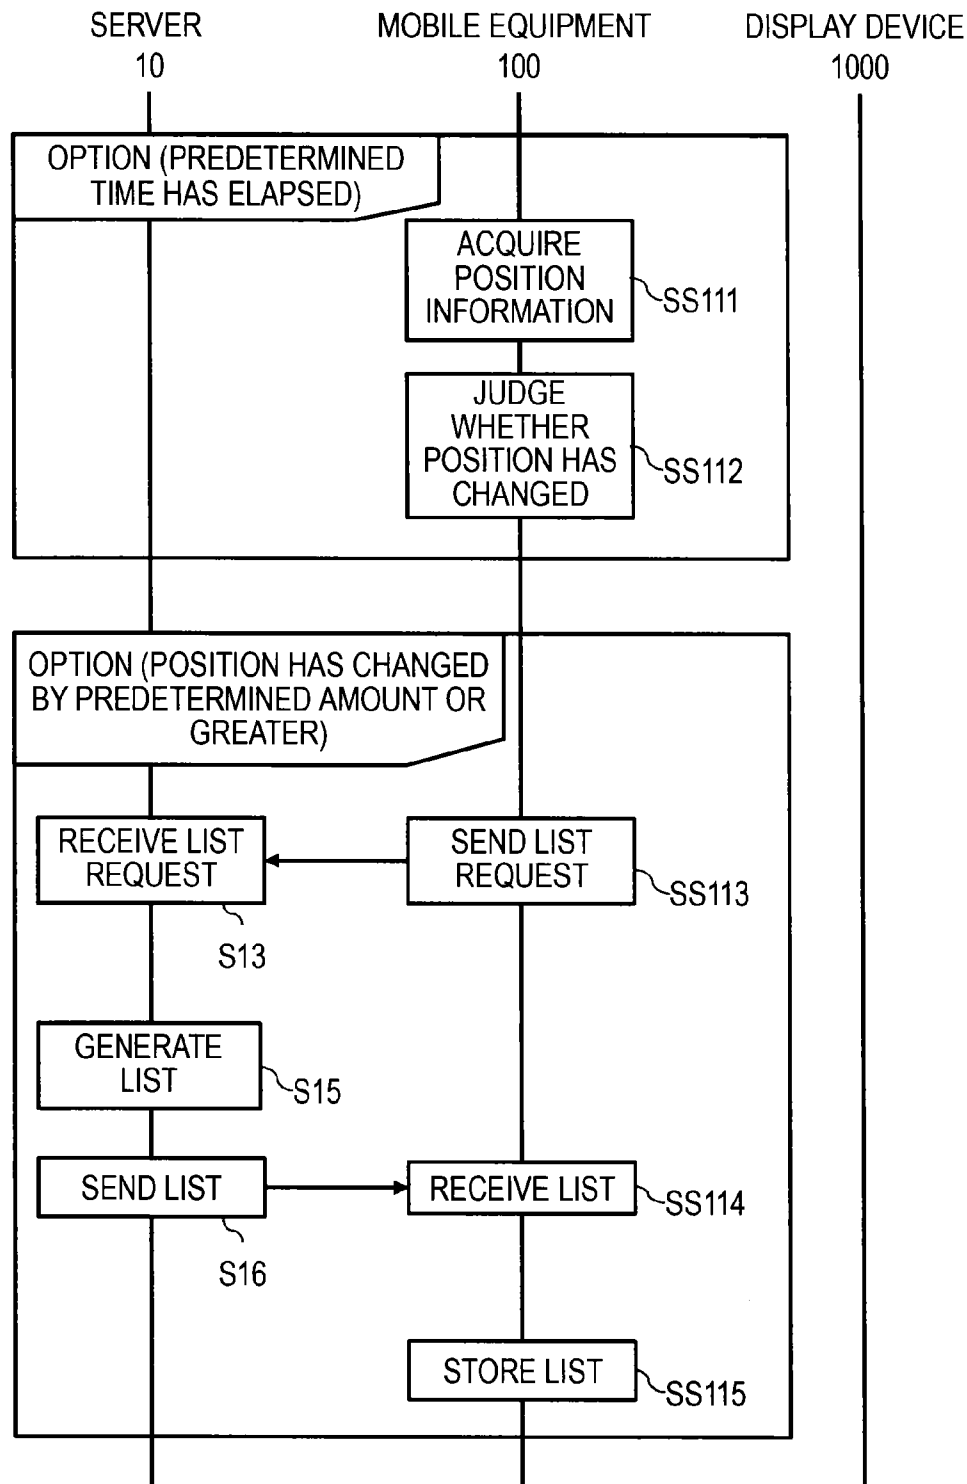 SERVER
10
MOBILE EQUIPMENT
100
DISPLAY DEVICE
1000
OPTION (PREDETERMINED
TIME HAS ELAPSED)
ACQUIRE
POSITION
INFORMATION
SS111
JUDGE
WHETHER
POSITION HAS
CHANGED
SS112
OPTION (POSITION HAS CHANGED
BY PREDETERMINED AMOUNT OR
GREATER)
RECEIVE LIST
REQUEST
S13
SEND LIST
REQUEST
SS113
GENERATE
LIST
S15
SEND LIST
S16
RECEIVE LIST
SS114
STORE LIST
SS115